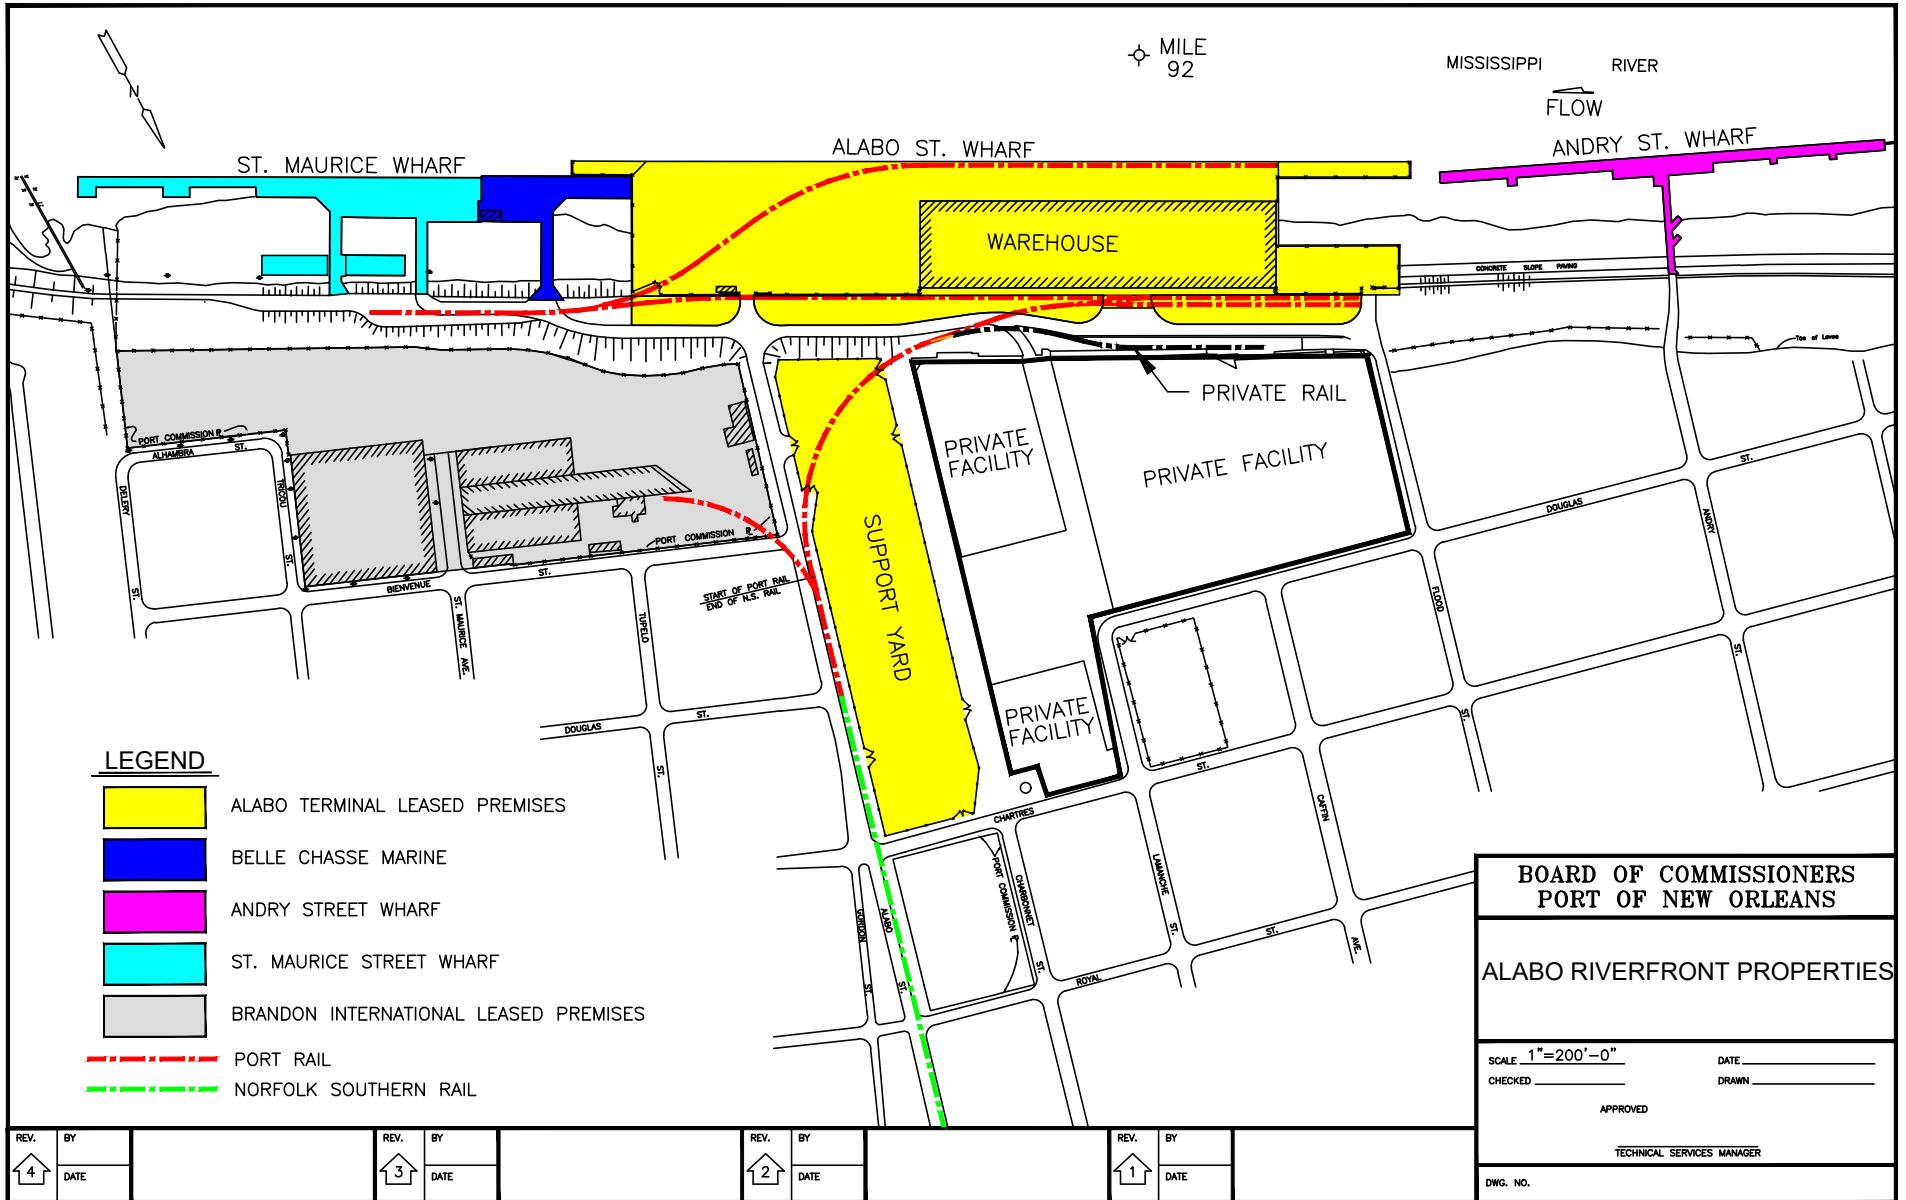 MILE
92
MISSISSIPPI RIVER
FLOW
N
ST. MAURICE WHARF
ALABO ST. WHARF
ANDRY ST. WHARF
WAREHOUSE
CONCRETE SLOPE PAVING
Toe of Levee
PRIVATE RAIL
PRIVATE
FACILITY
PRIVATE FACILITY
PORT COMMISSION
ALHAMBRA ST.
DELERY
ST.
TRICOU
ST.
SUPPORT YARD
PORT COMMISSION
BIENVENUE
ST.
ST. MAURICE AVE.
TUPELO
ST.
START OF PORT RAIL
END OF N.S. RAIL
DOUGLAS
ST.
ANDRY
ST.
FLOOD
ST.
PRIVATE
FACILITY
DOUGLAS
ST.
CHARTRES
ST.
CAFFIN
AVE.
LAMANCHE
ST.
PORT COMMISSION
CHARBONNET
ST.
GORDON
ST.
ALABO
ST.
ROYAL
ST.
LEGEND
ALABO TERMINAL LEASED PREMISES
BELLE CHASSE MARINE
ANDRY STREET WHARF
ST. MAURICE STREET WHARF
BRANDON INTERNATIONAL LEASED PREMISES
PORT RAIL
NORFOLK SOUTHERN RAIL
BOARD OF COMMISSIONERS
PORT OF NEW ORLEANS
ALABO RIVERFRONT PROPERTIES
SCALE 1"=200'-0" DATE
CHECKED DRAWN
APPROVED
TECHNICAL SERVICES MANAGER
DWG. NO.
REV. BY
4 DATE
REV. BY
3 DATE
REV. BY
2 DATE
REV. BY
1 DATE